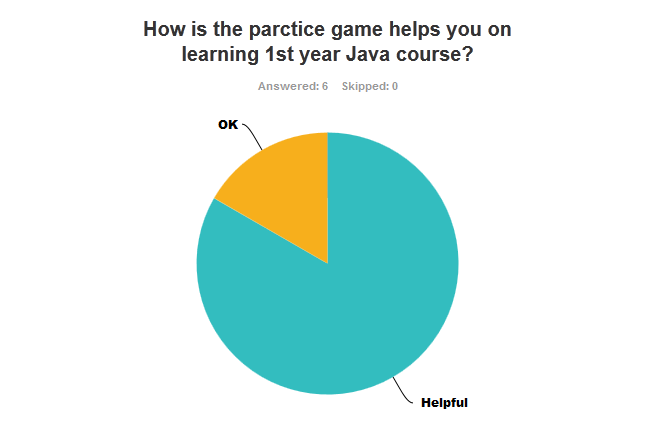 How is the parctice game helps you on
learning 1st year Java course?
Answered: 6 Skipped: 0
OK
Helpful